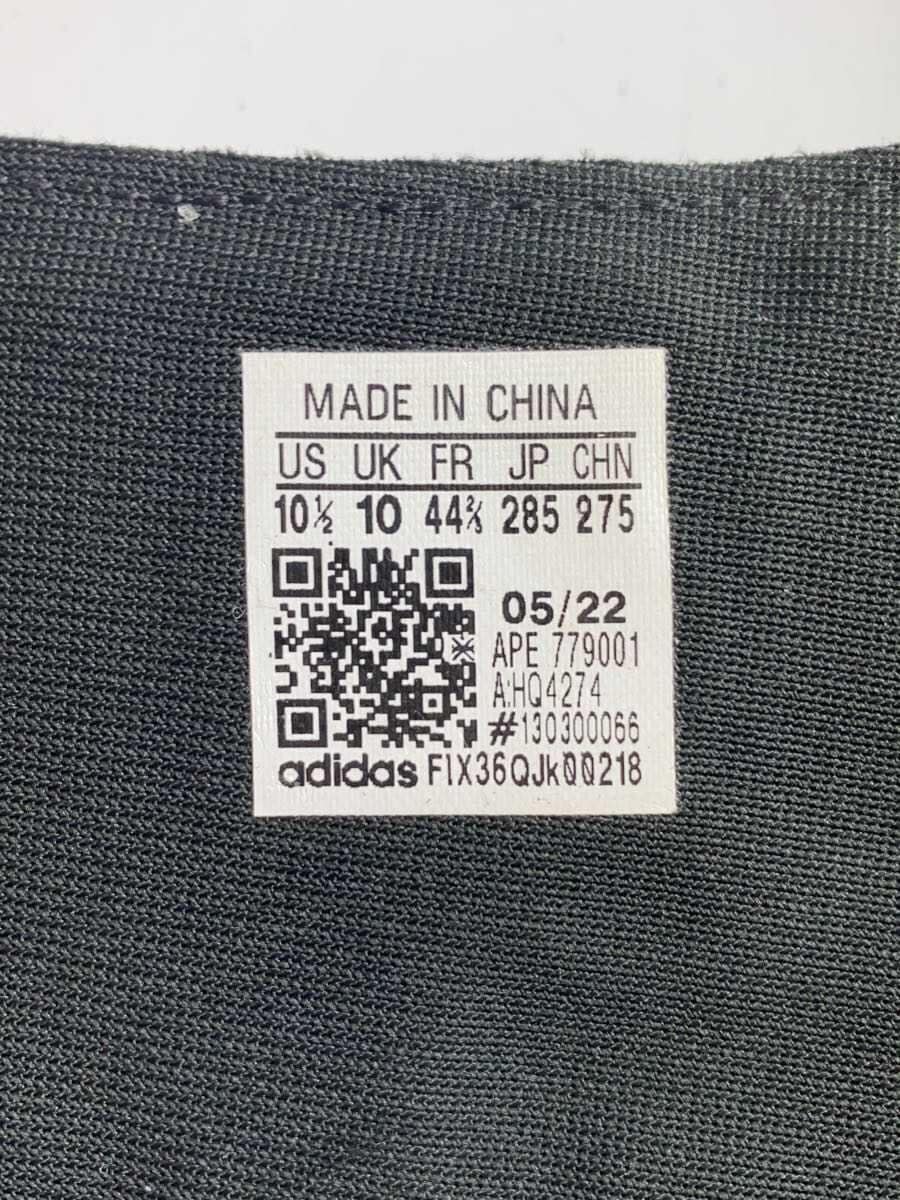 MADE IN CHINA
US UK FR JP CHN
10½ 10 44⅔ 285 275
05/22
APE 779001
A:HQ4274
#130300066
adidas FIX36QJk00218